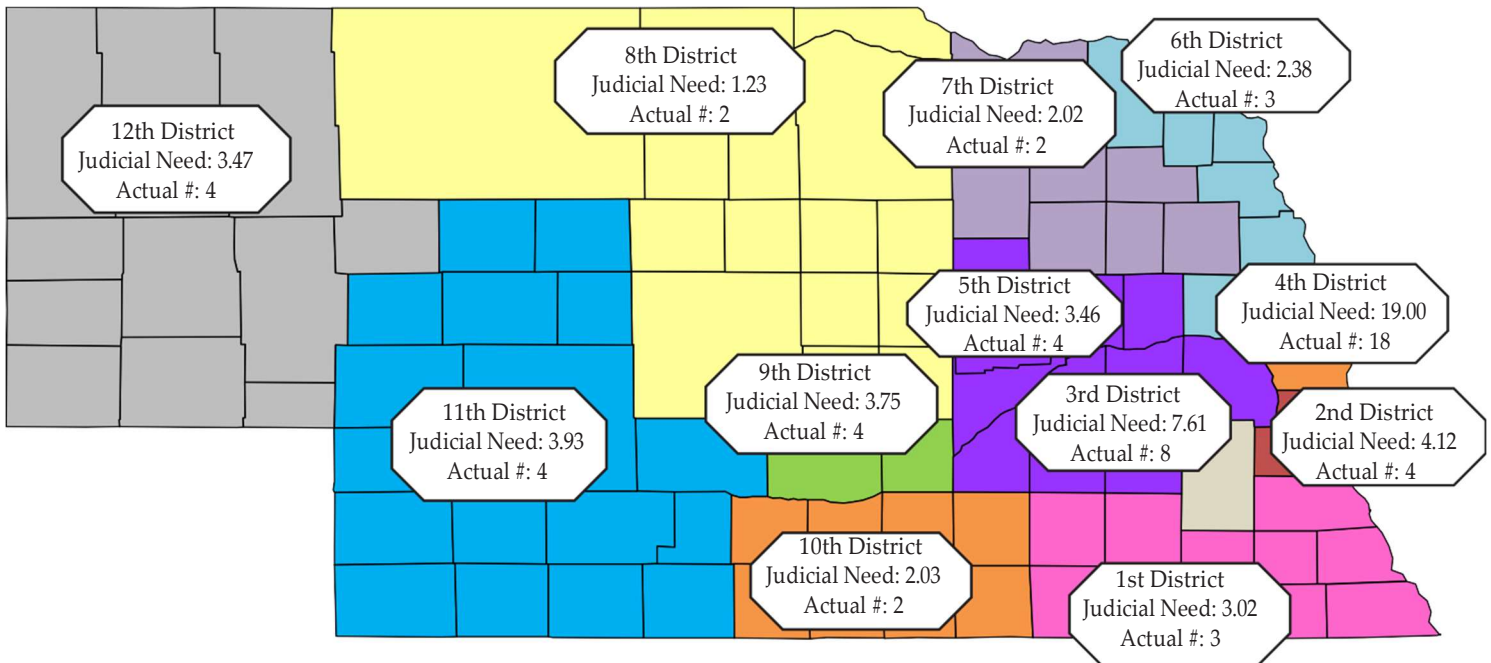 8th District
Judicial Need: 1.23
Actual #: 2
6th District
Judicial Need: 2.38
Actual #: 3
7th District
Judicial Need: 2.02
Actual #: 2
12th District
Judicial Need: 3.47
Actual #: 4
5th District
Judicial Need: 3.46
Actual #: 4
4th District
Judicial Need: 19.00
Actual #: 18
9th District
Judicial Need: 3.75
Actual #: 4
3rd District
Judicial Need: 7.61
Actual #: 8
11th District
Judicial Need: 3.93
Actual #: 4
2nd District
Judicial Need: 4.12
Actual #: 4
10th District
Judicial Need: 2.03
Actual #: 2
1st District
Judicial Need: 3.02
Actual #: 3